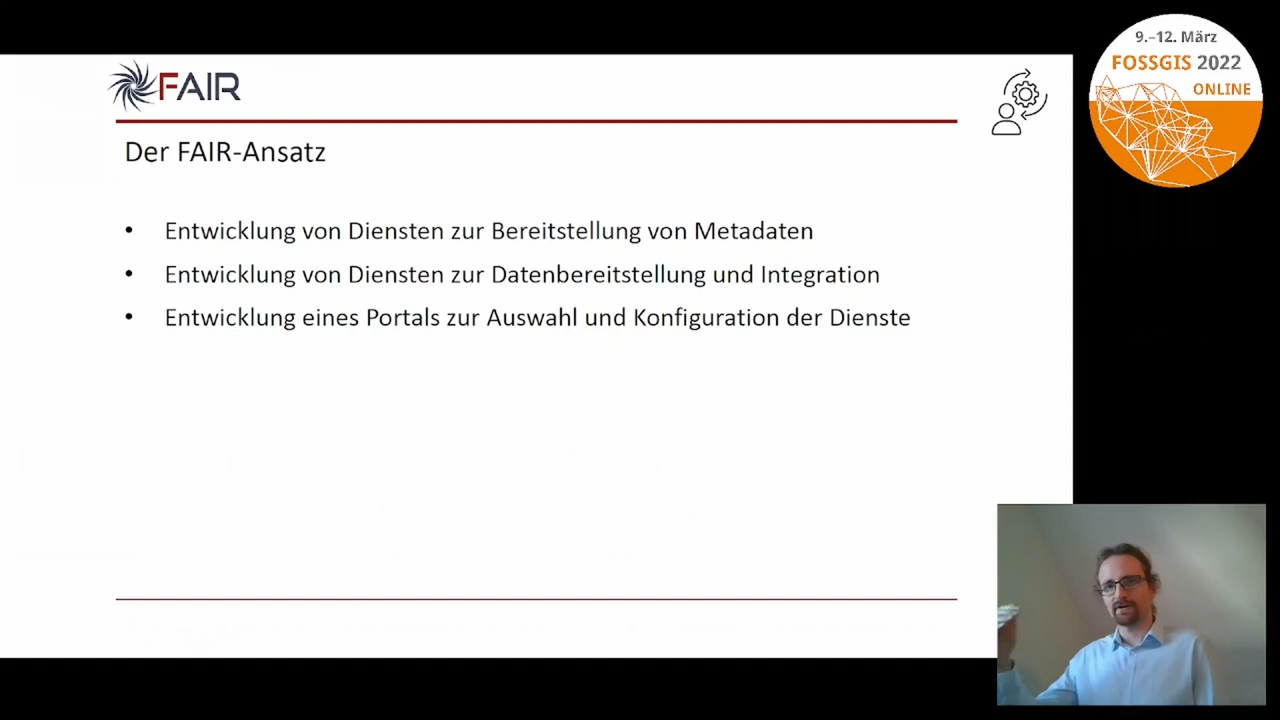 FAIR
Der FAIR-Ansatz
• Entwicklung von Diensten zur Bereitstellung von Metadaten
• Entwicklung von Diensten zur Datenbereitstellung und Integration
• Entwicklung eines Portals zur Auswahl und Konfiguration der Dienste
9.–12. März
FOSSGIS 2022
ONLINE